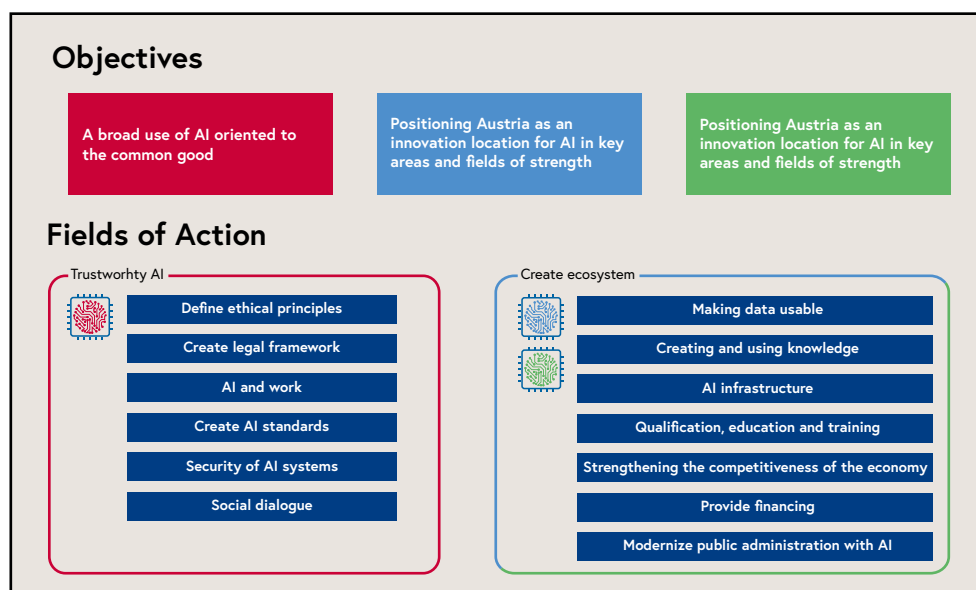 Objectives
A broad use of AI oriented to
the common good
Positioning Austria as an
innovation location for AI in key
areas and fields of strength
Positioning Austria as an
innovation location for AI in key
areas and fields of strength
Fields of Action
Trustworhty AI
Define ethical principles
Create legal framework
AI and work
Create AI standards
Security of AI systems
Social dialogue
Create ecosystem
Making data usable
Creating and using knowledge
AI infrastructure
Qualification, education and training
Strengthening the competitiveness of the economy
Provide financing
Modernize public administration with AI